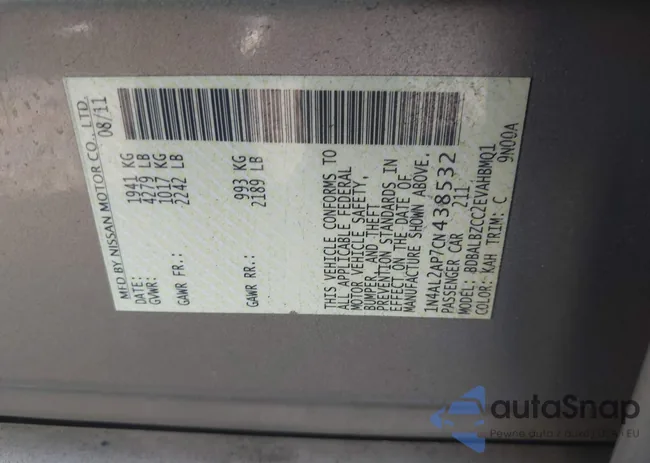 MFD BY NISSAN MOTOR CO., LTD.
DATE: 08/11
GVWR: 1941 KG
4279 LB
GAWR FR: 1017 KG
2242 LB
GAWR RR: 993 KG
2189 LB
THIS VEHICLE CONFORMS TO
ALL APPLICABLE FEDERAL
MOTOR VEHICLE SAFETY,
BUMPER, AND THEFT
PREVENTION STANDARDS IN
EFFECT ON THE DATE OF
MANUFACTURE SHOWN ABOVE.
1N4AL2AP7CN438532
PASSENGER CAR 211
MODEL: BDBALBZCC2EVAHBMQ1
COLOR: KAH TRIM: C 9N00A
autaSnap